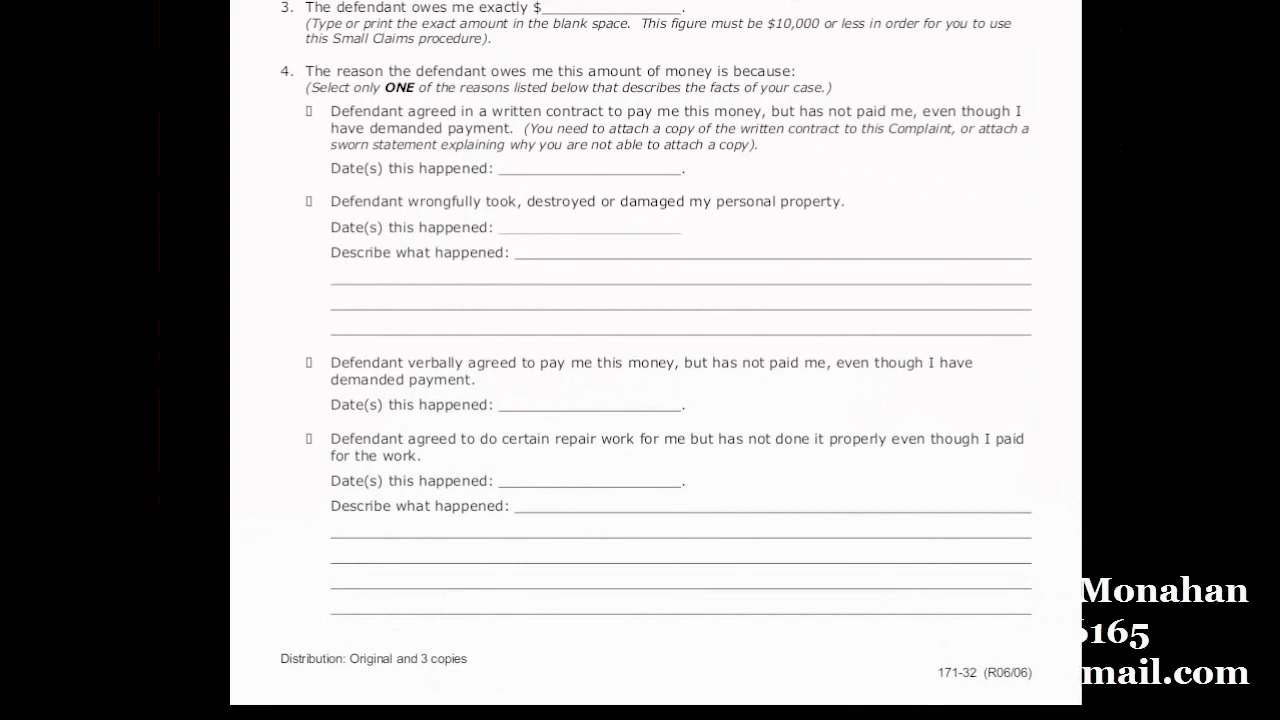 3. The defendant owes me exactly $____________________.
(Type or print the exact amount in the blank space. This figure must be $10,000 or less in order for you to use
this Small Claims procedure).
4. The reason the defendant owes me this amount of money is because:
(Select only ONE of the reasons listed below that describes the facts of your case.)
Defendant agreed in a written contract to pay me this money, but has not paid me, even though I
have demanded payment. (You need to attach a copy of the written contract to this Complaint, or attach a
sworn statement explaining why you are not able to attach a copy).
Date(s) this happened: ____________________.
Defendant wrongfully took, destroyed or damaged my personal property.
Date(s) this happened: ____________________
Describe what happened: ____________________
Defendant verbally agreed to pay me this money, but has not paid me, even though I have
demanded payment.
Date(s) this happened: ____________________.
Defendant agreed to do certain repair work for me but has not done it properly even though I paid
for the work.
Date(s) this happened: ____________________.
Describe what happened: ____________________
Monahan
6165
mail.com
Distribution: Original and 3 copies
171-32 (R06/06)